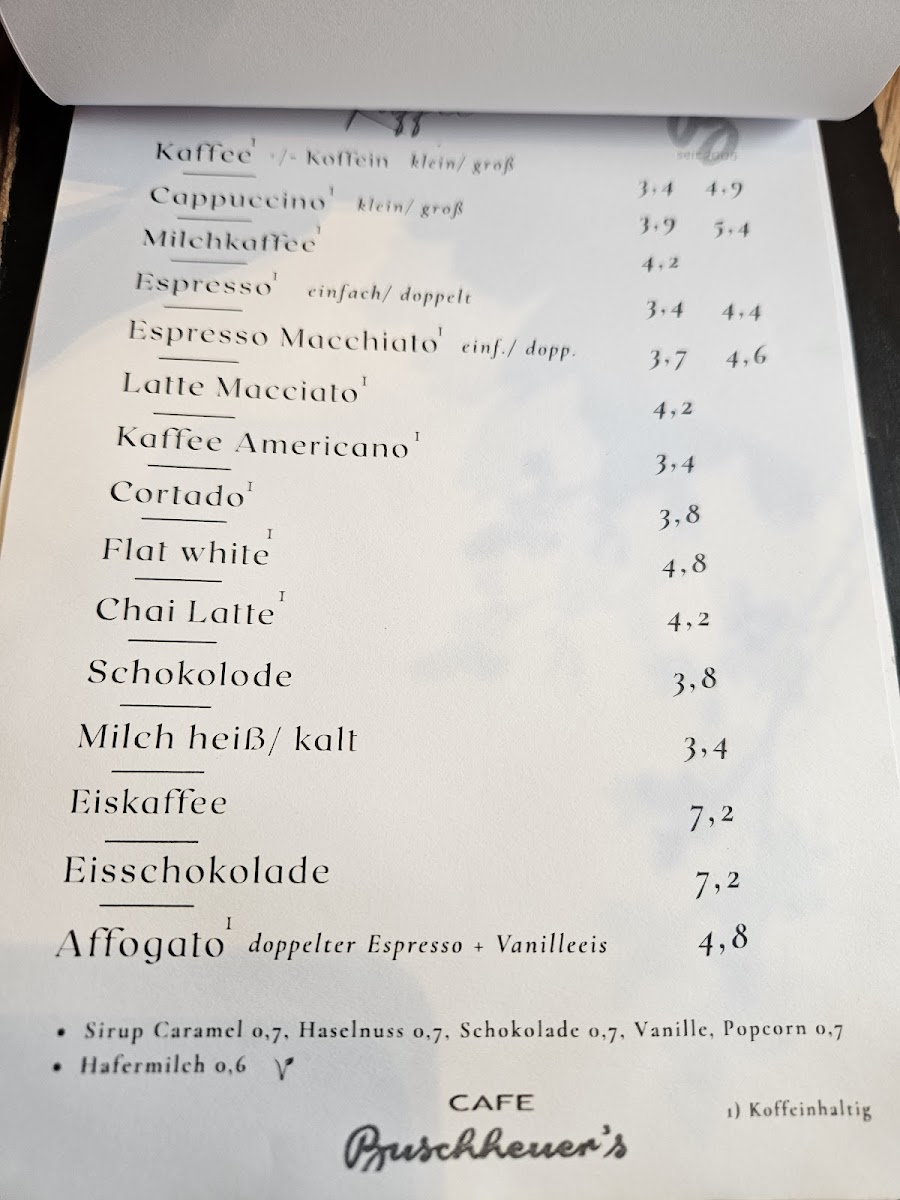 seit 2005
Kaffee¹ +/- Koffein klein/ groß 3,4 4,9
Cappuccino¹ klein/ groß 3,9 5,4
Milchkaffee¹ 4,2
Espresso¹ einfach/ doppelt 3,4 4,4
Espresso Macchiato¹ einf./ dopp. 3,7 4,6
Latte Macciato¹ 4,2
Kaffee Americano¹ 3,4
Cortado¹ 3,8
Flat white¹ 4,8
Chai Latte¹ 4,2
Schokolode 3,8
Milch heiß/ kalt 3,4
Eiskaffee 7,2
Eisschokolade 7,2
Affogato¹ doppelter Espresso + Vanilleeis 4,8
• Sirup Caramel 0,7, Haselnuss 0,7, Schokolade 0,7, Vanille, Popcorn 0,7
• Hafermilch 0,6
1) Koffeinhaltig
CAFE
Buschheuer's